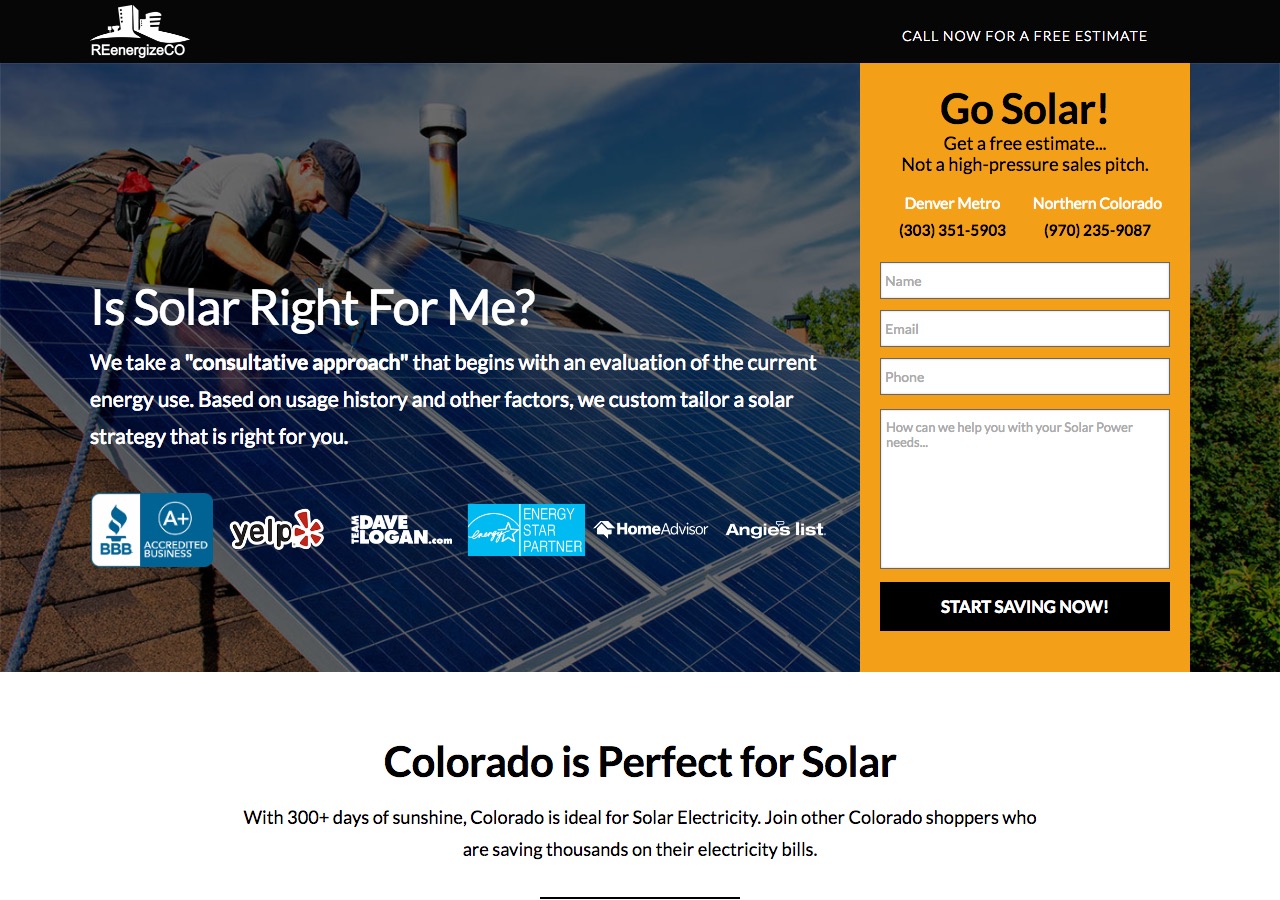 REenergizeCO
CALL NOW FOR A FREE ESTIMATE
Is Solar Right For Me?
We take a "consultative approach" that begins with an evaluation of the current
energy use. Based on usage history and other factors, we custom tailor a solar
strategy that is right for you.
BBB
A+
ACCREDITED
BUSINESS
yelp
TEAM
DAVE
LOGAN.com
energy
ENERGY
STAR
PARTNER
HomeAdvisor
Angie's list
Go Solar!
Get a free estimate...
Not a high-pressure sales pitch.
Denver Metro
Northern Colorado
(303) 351-5903
(970) 235-9087
Name
Email
Phone
How can we help you with your Solar Power
needs...
START SAVING NOW!
Colorado is Perfect for Solar
With 300+ days of sunshine, Colorado is ideal for Solar Electricity. Join other Colorado shoppers who
are saving thousands on their electricity bills.